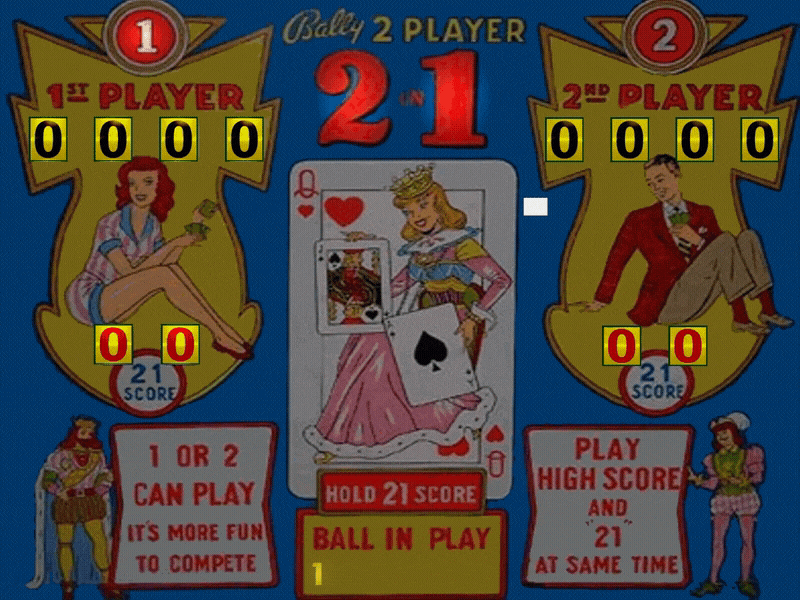 1
Bally 2 PLAYER
2
1ST PLAYER
2 IN 1
2ND PLAYER
0 0 0 0
0 0 0 0
Q
0 0
21
SCORE
0 0
21
SCORE
Q
1 OR 2
CAN PLAY
IT'S MORE FUN
TO COMPETE
HOLD 21 SCORE
BALL IN PLAY
1
PLAY
HIGH SCORE
AND
"21"
AT SAME TIME